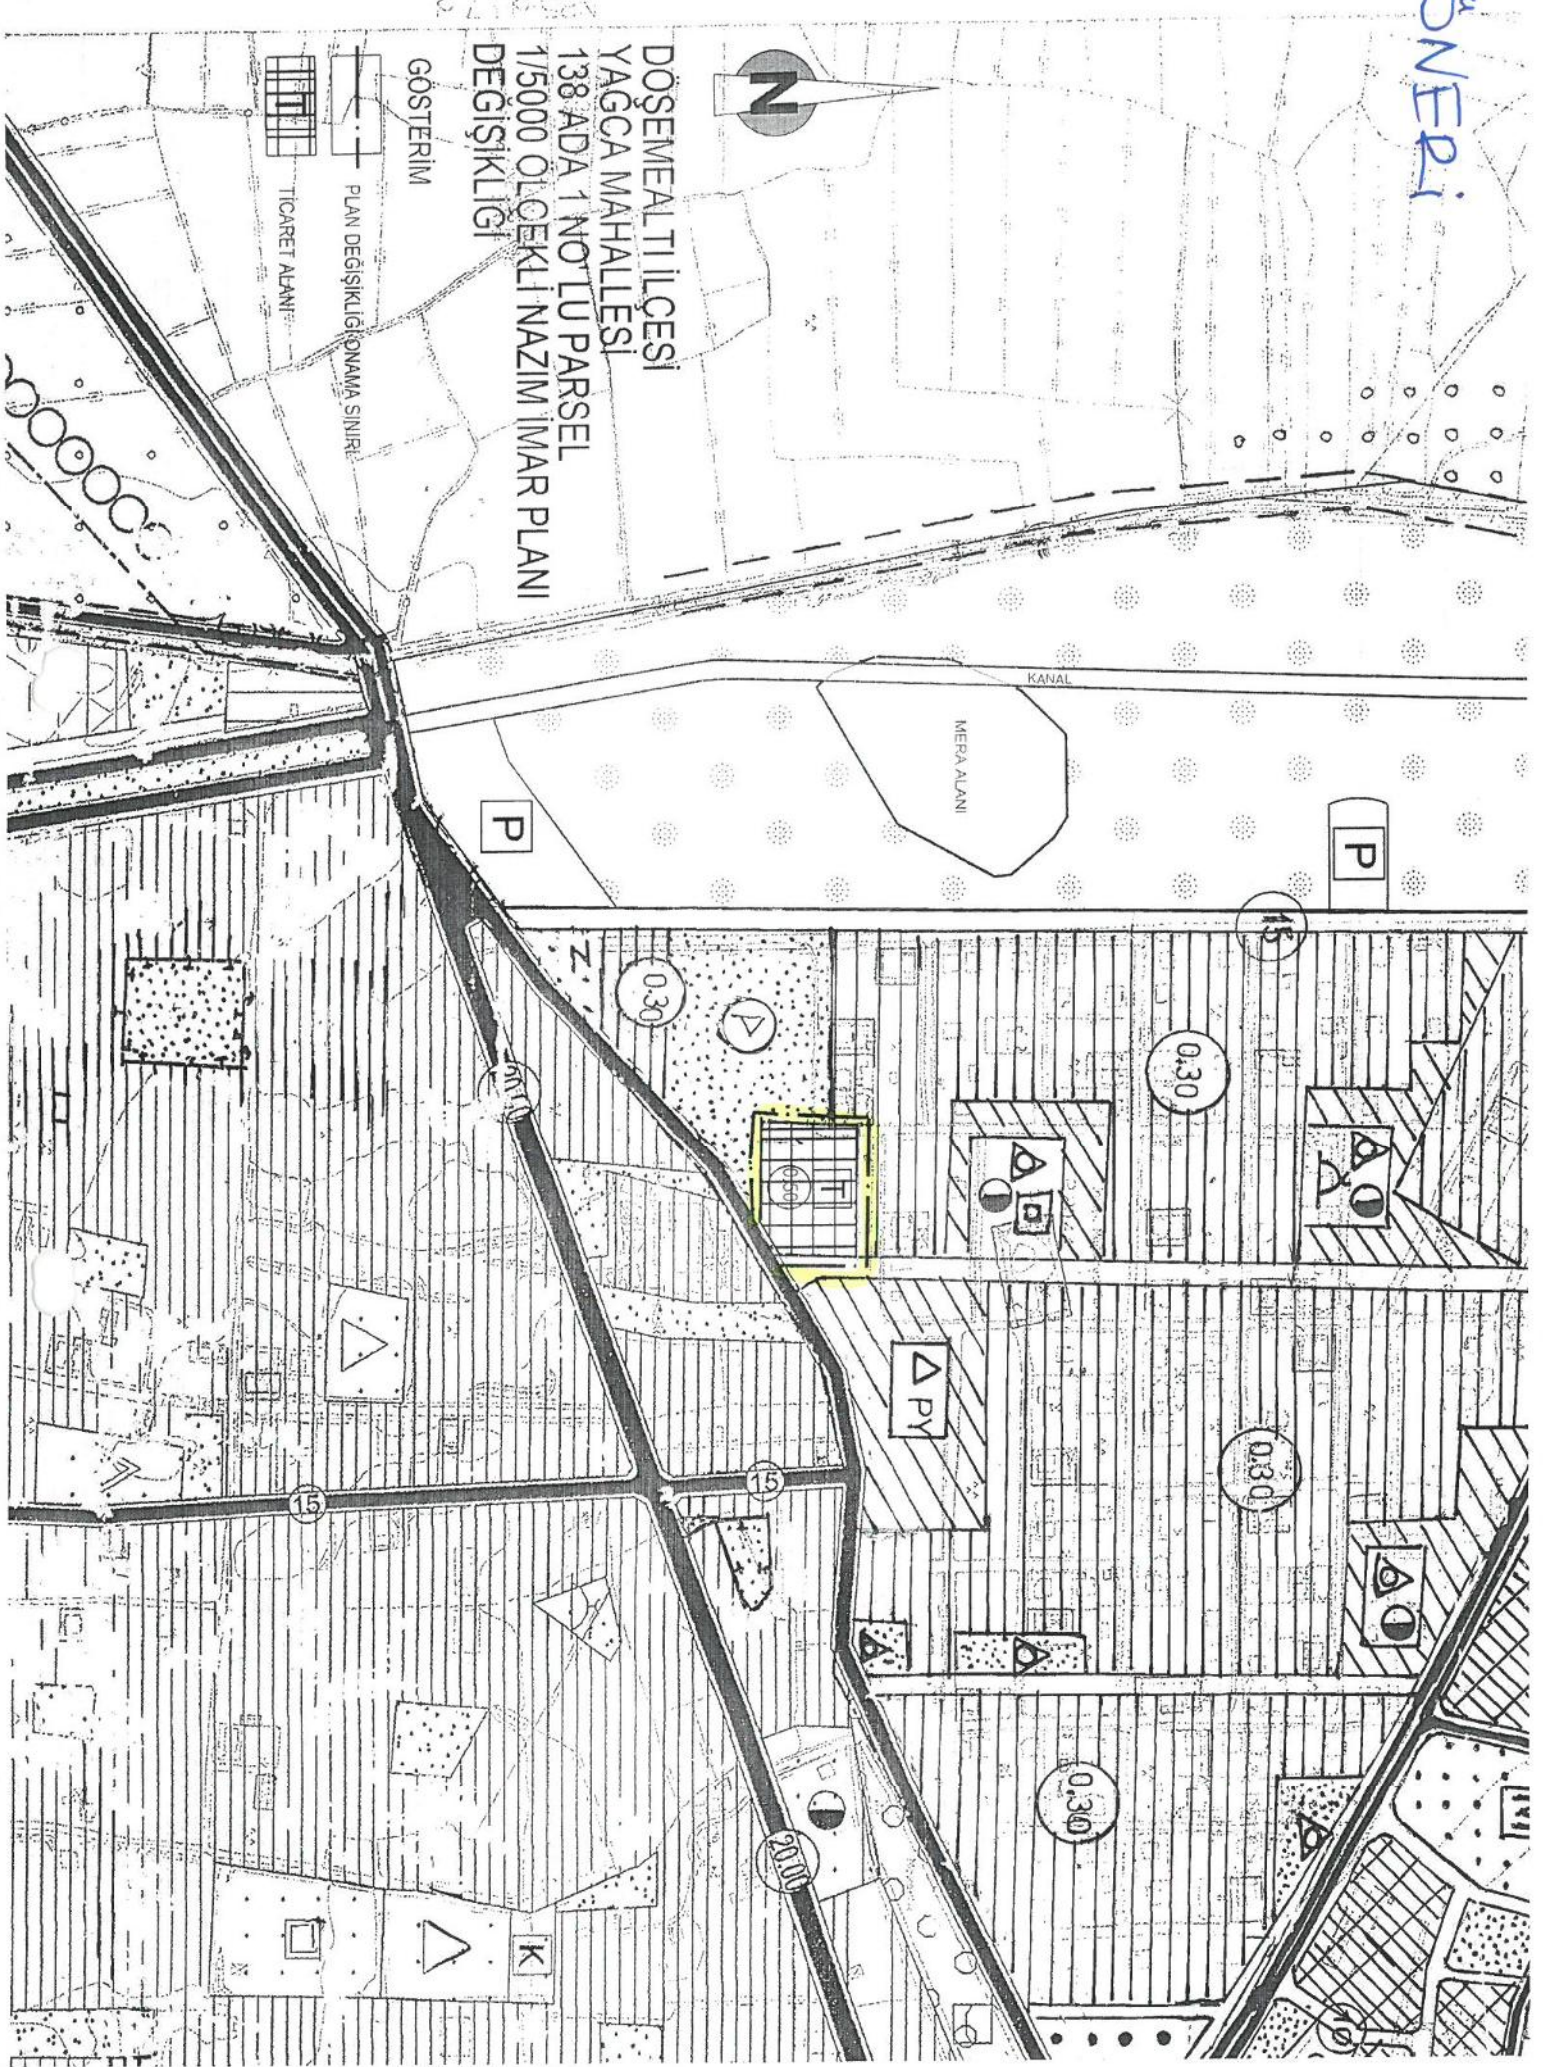 ÖNERİ
N
DÖŞEMEALTI İLÇESİ
YAĞCA MAHALLESİ
138 ADA 1 NO'LU PARSEL
1/5000 ÖLÇEKLİ NAZIM İMAR PLANI
DEĞİŞİKLİĞİ
GÖSTERİM
PLAN DEĞİŞİKLİĞİ ONAMA SINIRI
T
TİCARET ALANI
KANAL
MERA ALANI
P
P
15
0.30
0.30
T
0.50
PY
0.30
15
15
0.30
20.00
K
10